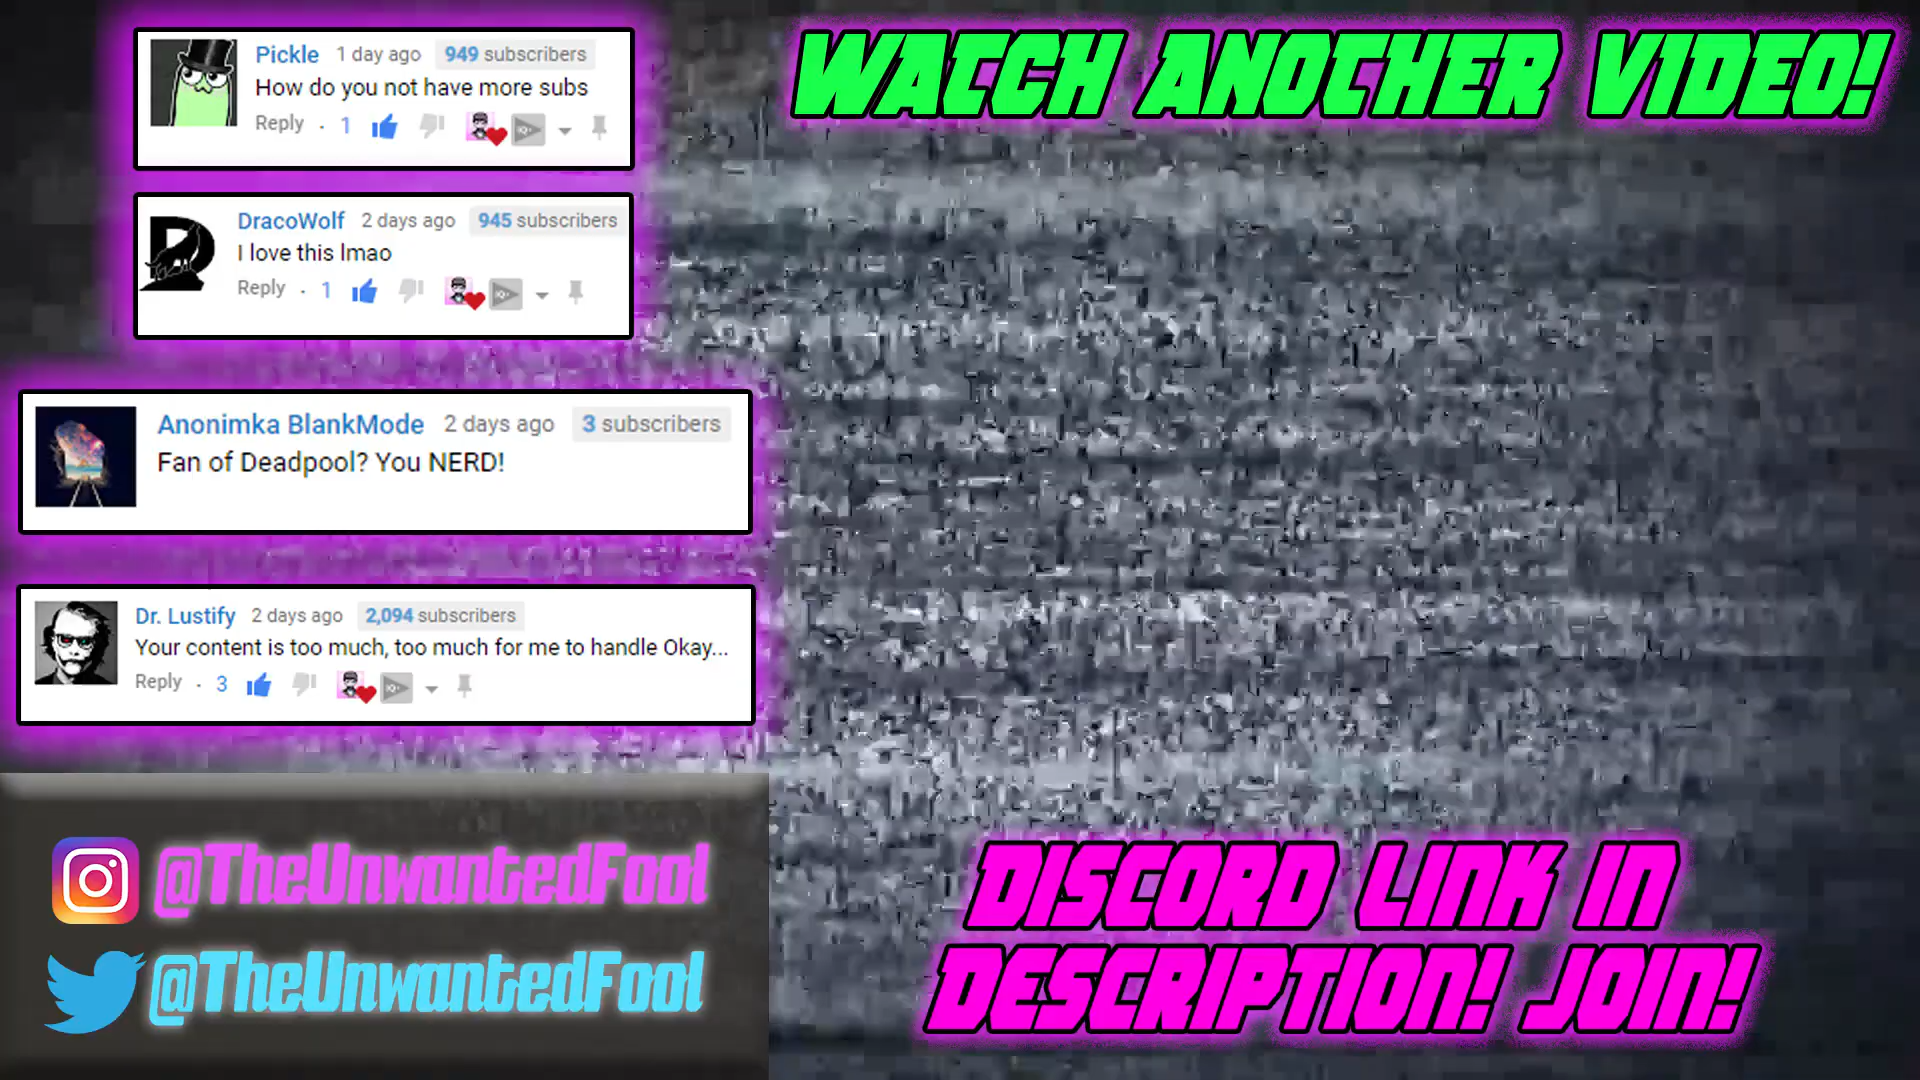 Pickle 1 day ago 949 subscribers
How do you not have more subs
Reply . 1
DracoWolf 2 days ago 945 subscribers
I love this lmao
Reply . 1
Anonimka BlankMode 2 days ago 3 subscribers
Fan of Deadpool? You NERD!
Dr. Lustify 2 days ago 2,094 subscribers
Your content is too much, too much for me to handle Okay...
Reply . 3
@TheUnwantedFool
@TheUnwantedFool
WATCH ANOTHER VIDEO!
DISCORD LINK IN
DESCRIPTION! JOIN!